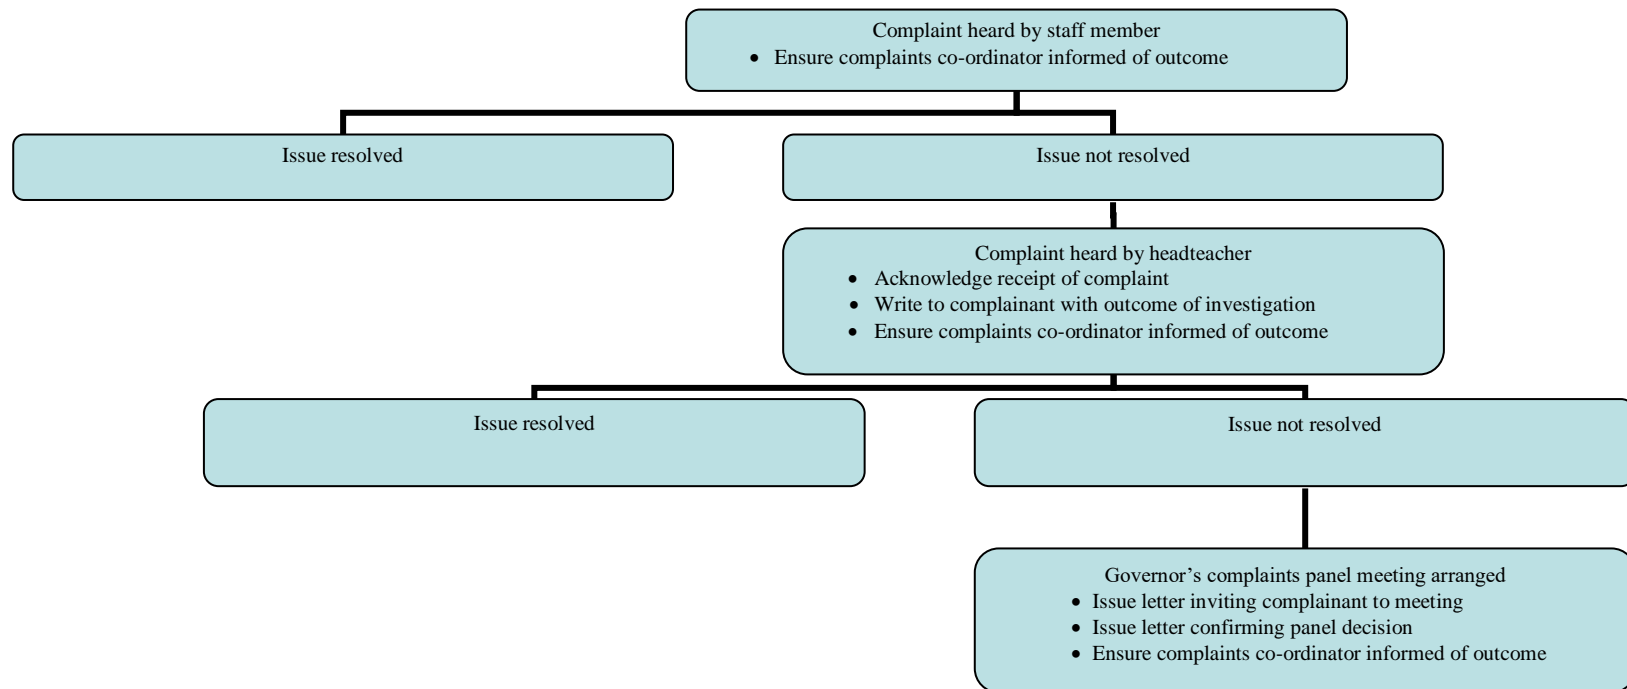 Complaint heard by staff member
• Ensure complaints co-ordinator informed of outcome
Issue resolved
Issue not resolved
Complaint heard by headteacher
• Acknowledge receipt of complaint
• Write to complainant with outcome of investigation
• Ensure complaints co-ordinator informed of outcome
Issue resolved
Issue not resolved
Governor’s complaints panel meeting arranged
• Issue letter inviting complainant to meeting
• Issue letter confirming panel decision
• Ensure complaints co-ordinator informed of outcome